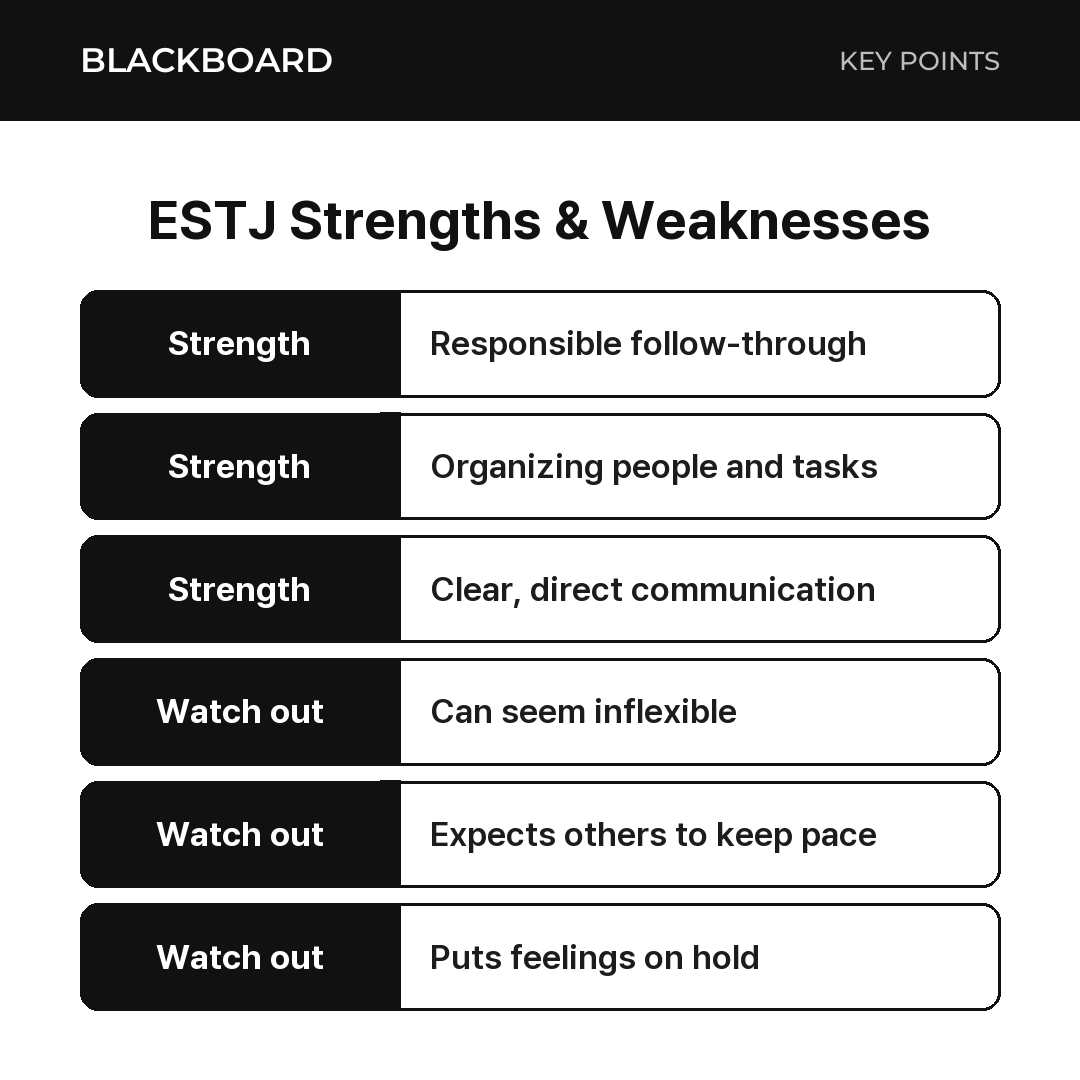 BLACKBOARD
KEY POINTS
ESTJ Strengths & Weaknesses
Strength
Responsible follow-through
Strength
Organizing people and tasks
Strength
Clear, direct communication
Watch out
Can seem inflexible
Watch out
Expects others to keep pace
Watch out
Puts feelings on hold